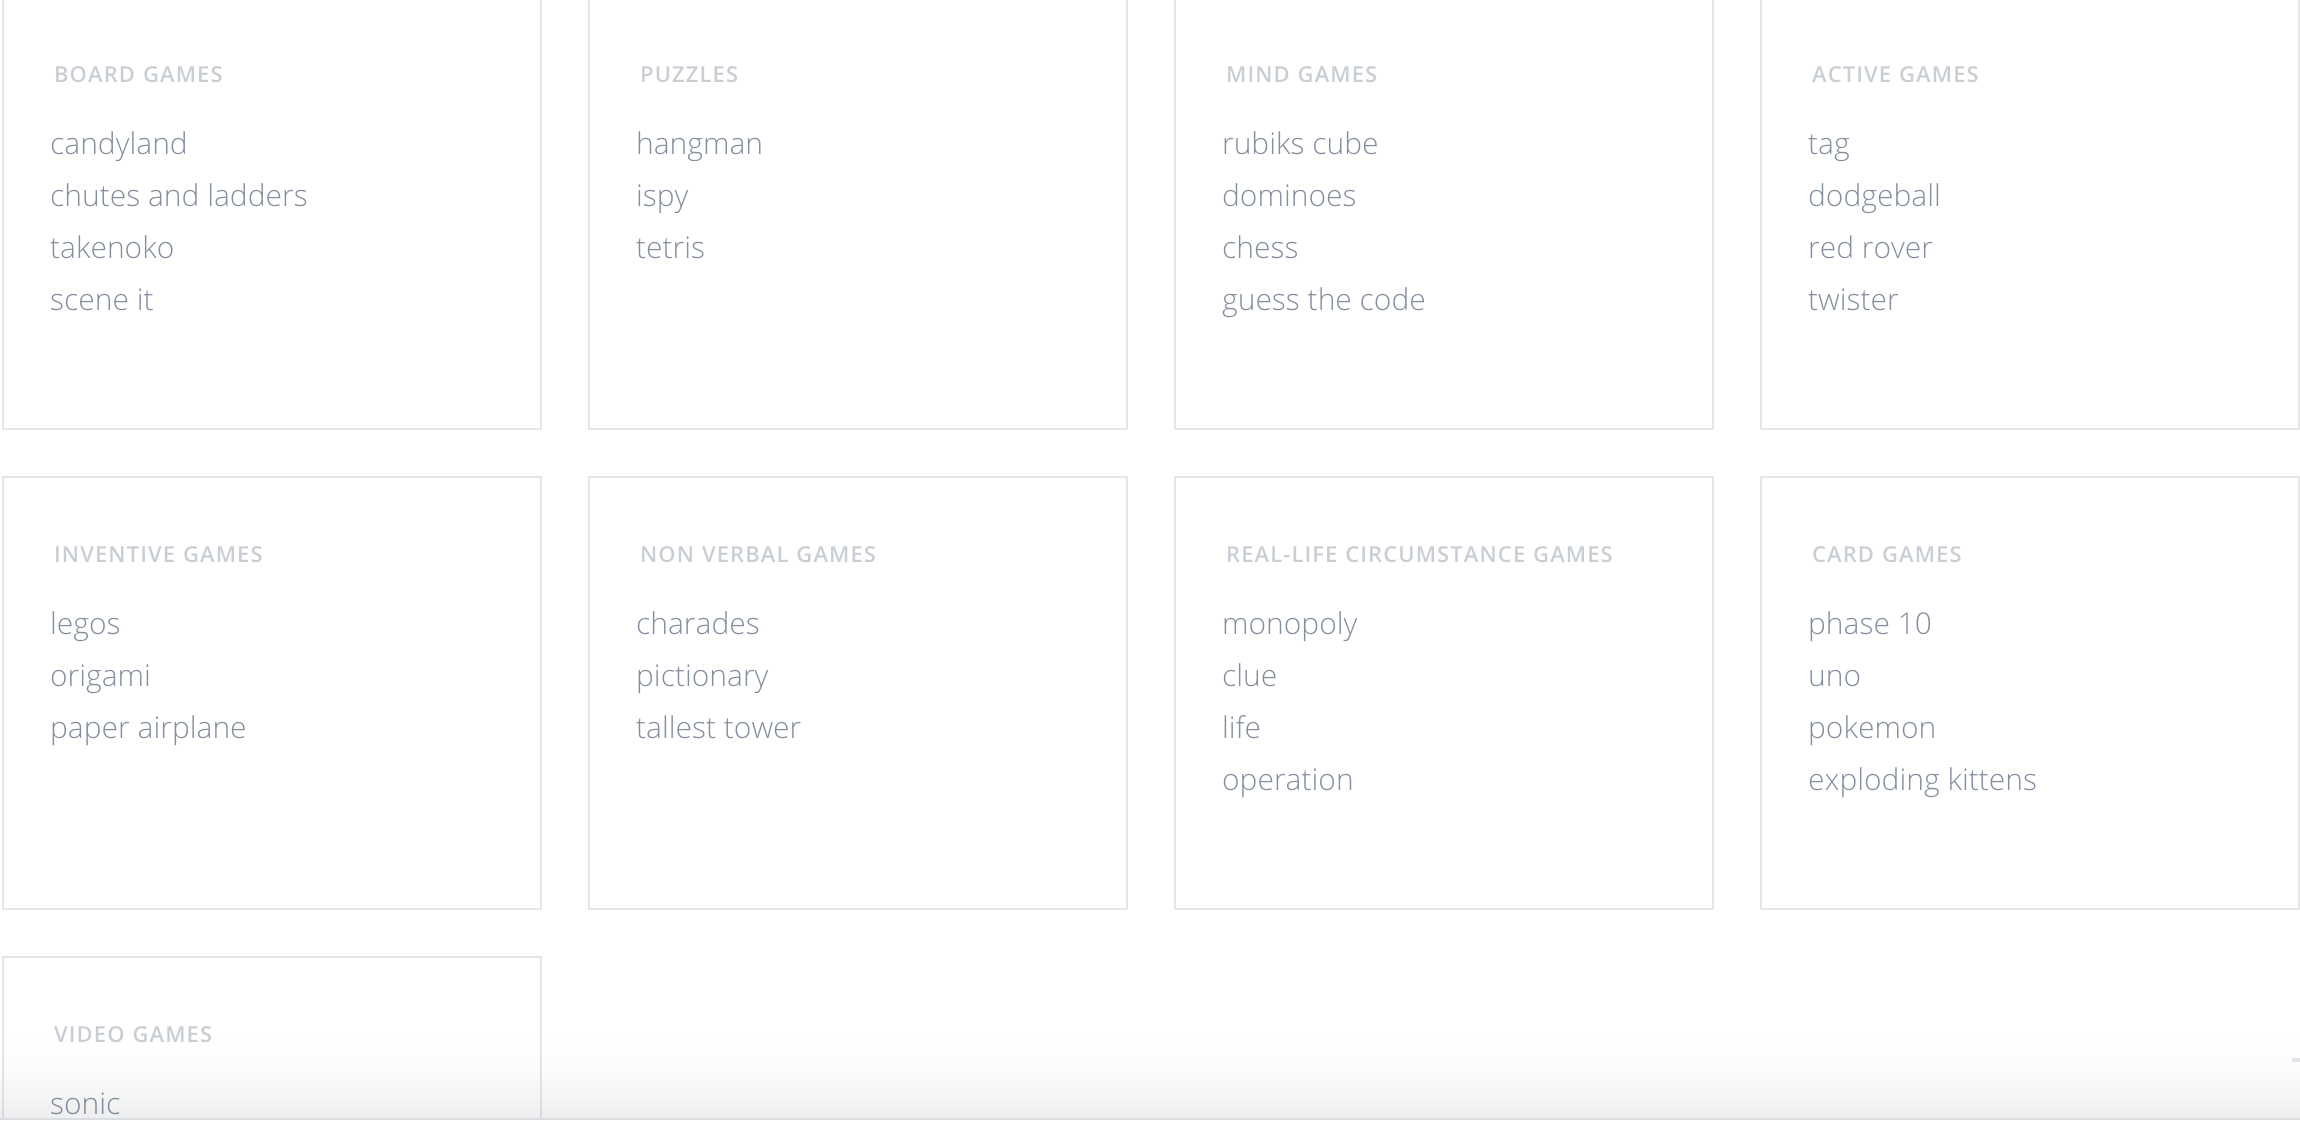 BOARD GAMES
candyland
chutes and ladders
takenoko
scene it
PUZZLES
hangman
ispy
tetris
MIND GAMES
rubiks cube
dominoes
chess
guess the code
ACTIVE GAMES
tag
dodgeball
red rover
twister
INVENTIVE GAMES
legos
origami
paper airplane
NON VERBAL GAMES
charades
pictionary
tallest tower
REAL-LIFE CIRCUMSTANCE GAMES
monopoly
clue
life
operation
CARD GAMES
phase 10
uno
pokemon
exploding kittens
VIDEO GAMES
sonic